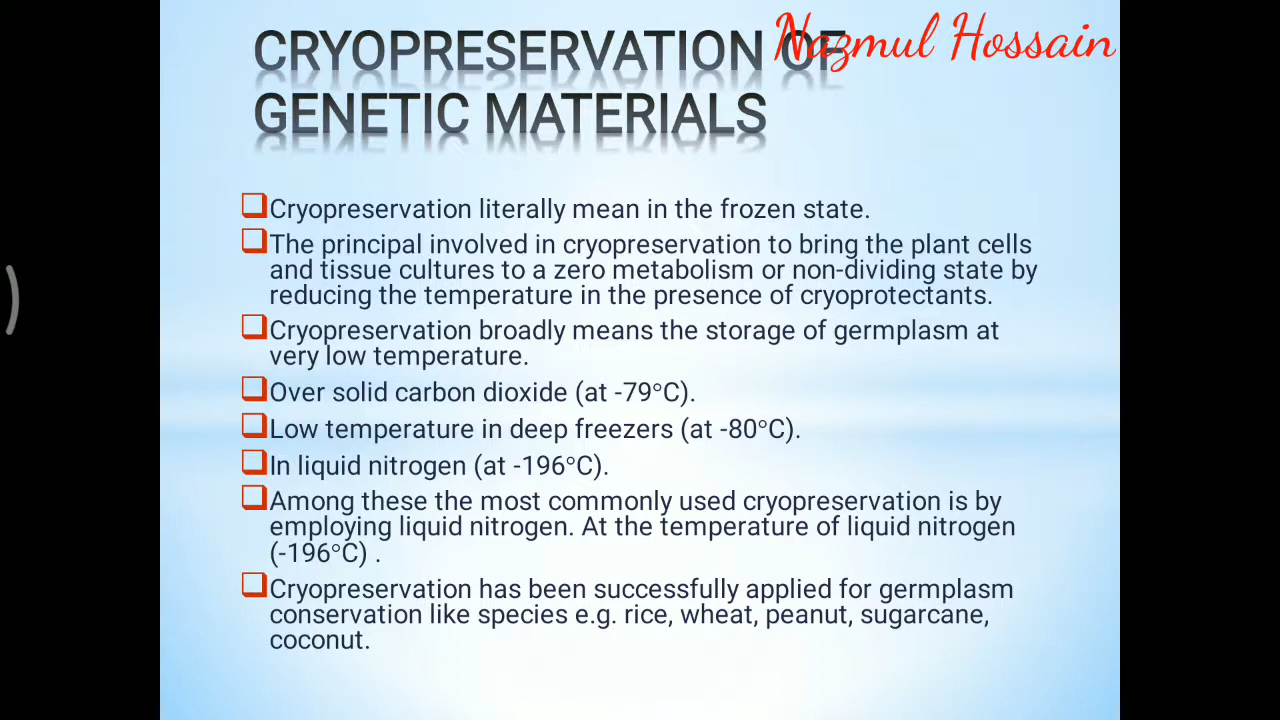 CRYOPRESERVATION OF
Nazmul Hossain
GENETIC MATERIALS
Cryopreservation literally mean in the frozen state.
The principal involved in cryopreservation to bring the plant cells
and tissue cultures to a zero metabolism or non-dividing state by
reducing the temperature in the presence of cryoprotectants.
Cryopreservation broadly means the storage of germplasm at
very low temperature.
Over solid carbon dioxide (at -79°C).
Low temperature in deep freezers (at -80°C).
In liquid nitrogen (at -196°C).
Among these the most commonly used cryopreservation is by
employing liquid nitrogen. At the temperature of liquid nitrogen
(-196°C) .
Cryopreservation has been successfully applied for germplasm
conservation like species e.g. rice, wheat, peanut, sugarcane,
coconut.